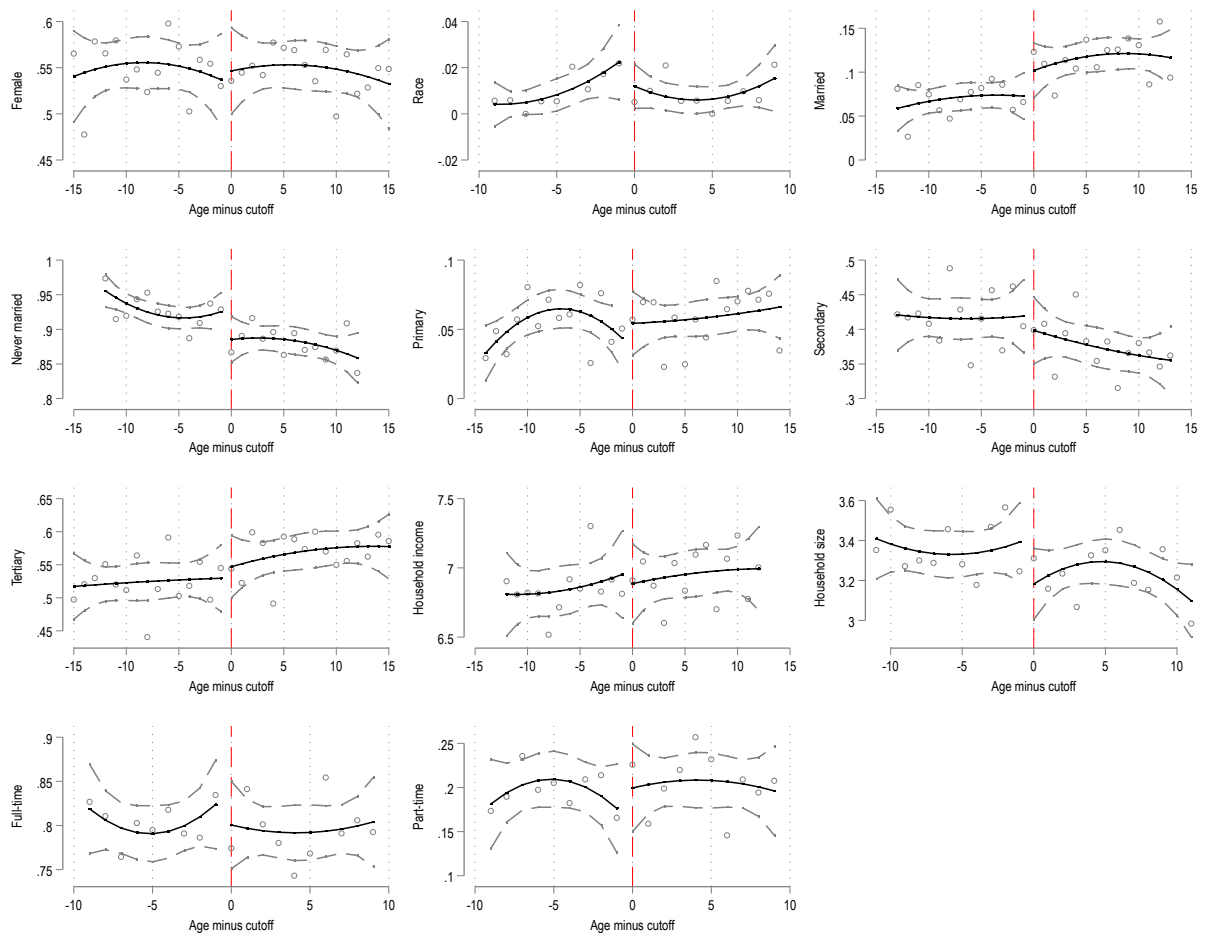 Female
.6
.55
.5
.45
-15 -10 -5 0 5 10 15
Age minus cutoff
Race
.04
.02
0
-.02
-10 -5 0 5 10
Age minus cutoff
Married
.15
.1
.05
0
-15 -10 -5 0 5 10 15
Age minus cutoff
Never married
1
.95
.9
.85
.8
-15 -10 -5 0 5 10 15
Age minus cutoff
Primary
.1
.05
0
-15 -10 -5 0 5 10 15
Age minus cutoff
Secondary
.5
.45
.4
.35
.3
-15 -10 -5 0 5 10 15
Age minus cutoff
Tertiary
.65
.6
.55
.5
.45
-15 -10 -5 0 5 10 15
Age minus cutoff
Household income
7.5
7
6.5
-15 -10 -5 0 5 10 15
Age minus cutoff
Household size
3.6
3.4
3.2
3
-10 -5 0 5 10
Age minus cutoff
Full-time
.9
.85
.8
.75
-10 -5 0 5 10
Age minus cutoff
Part-time
.25
.2
.15
.1
-10 -5 0 5 10
Age minus cutoff